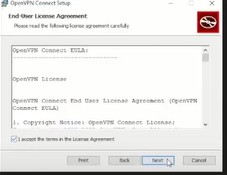 OpenVPN Connect Setup
End-User License Agreement
Please read the following license agreement carefully
OpenVPN Connect EULA:
----------------------------
OpenVPN License
OpenVPN Connect End User License Agreement (OpenVPN
Connect EULA)
1. Copyright Notice: OpenVPN Connect License;
I accept the terms in the License Agreement
Print
Back
Next
Cancel